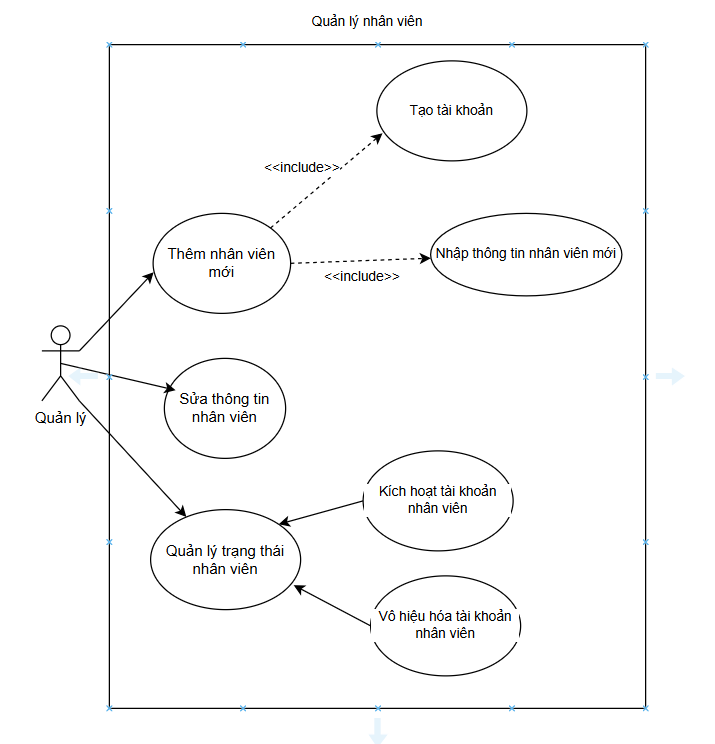 Quản lý nhân viên
Tạo tài khoản
<<include>>
Thêm nhân viên
mới
Nhập thông tin nhân viên mới
<<include>>
Quản lý
Sửa thông tin
nhân viên
Kích hoạt tài khoản
nhân viên
Quản lý trạng thái
nhân viên
Vô hiệu hóa tài khoản
nhân viên